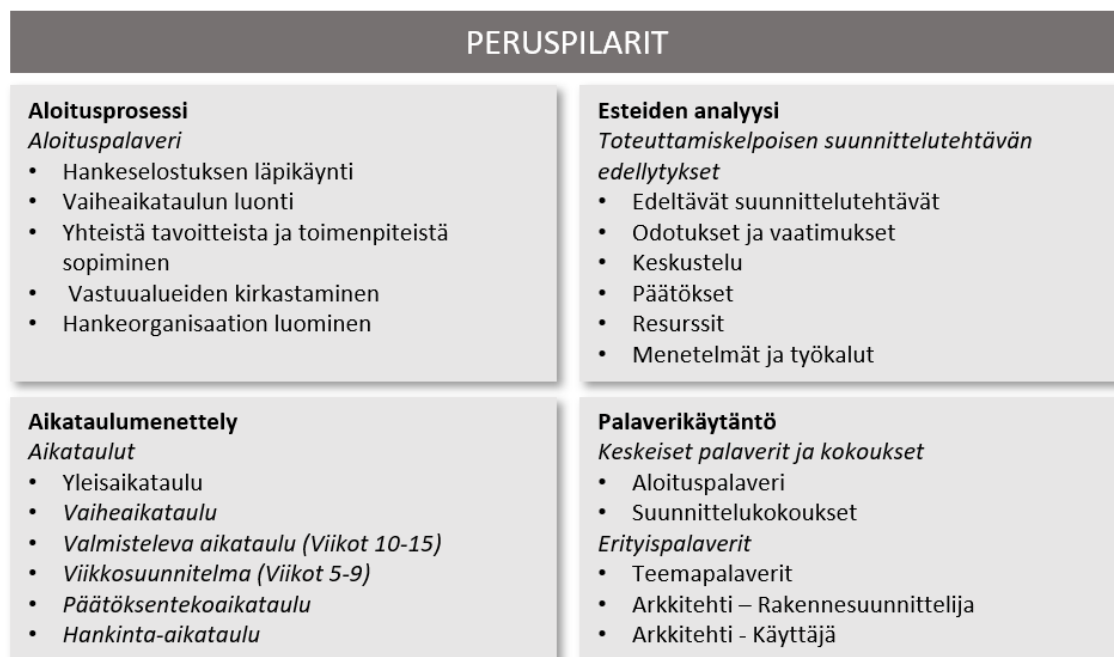 PERUSPILARIT
Aloitusprosessi
Aloituspalaveri
• Hankeselostuksen läpikäynti
• Vaiheaikataulun luonti
• Yhteistä tavoitteista ja toimenpiteistä
sopiminen
• Vastuualueiden kirkastaminen
• Hankeorganisaation luominen
Esteiden analyysi
Toteuttamiskelpoisen suunnittelutehtävän
edellytykset
• Edeltävät suunnittelutehtävät
• Odotukset ja vaatimukset
• Keskustelu
• Päätökset
• Resurssit
• Menetelmät ja työkalut
Aikataulumenettely
Aikataulut
• Yleisaikataulu
• Vaiheaikataulu
• Valmisteleva aikataulu (Viikot 10-15)
• Viikkosuunnitelma (Viikot 5-9)
• Päätöksentekoaikataulu
• Hankinta-aikataulu
Palaverikäytäntö
Keskeiset palaverit ja kokoukset
• Aloituspalaveri
• Suunnittelukokoukset
Erityispalaverit
• Teemapalaverit
• Arkkitehti – Rakennesuunnittelija
• Arkkitehti - Käyttäjä